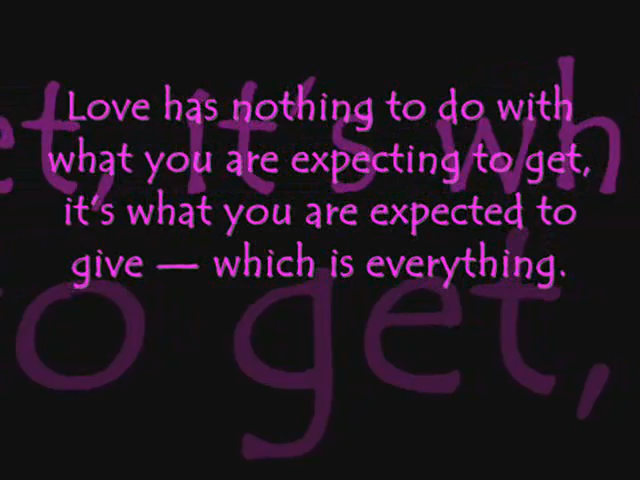 Love has nothing to do with
what you are expecting to get,
it's what you are expected to
give — which is everything.
et, it's wh
to get,